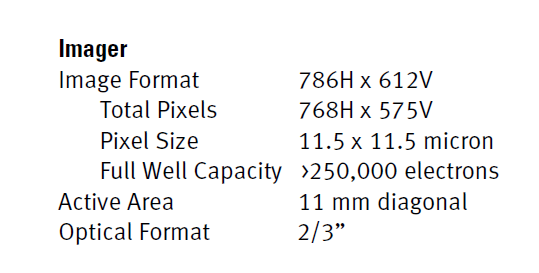 Imager
Image Format 786H x 612V
Total Pixels 768H x 575V
Pixel Size 11.5 x 11.5 micron
Full Well Capacity >250,000 electrons
Active Area 11 mm diagonal
Optical Format 2/3”